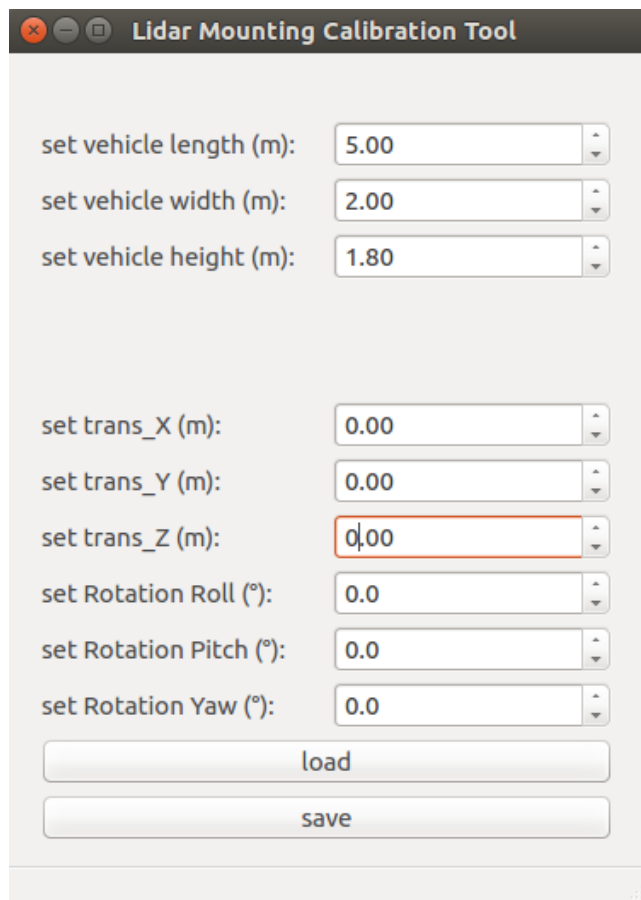 Lidar Mounting Calibration Tool
set vehicle length (m): 5.00
set vehicle width (m): 2.00
set vehicle height (m): 1.80
set trans_X (m): 0.00
set trans_Y (m): 0.00
set trans_Z (m): 0.00
set Rotation Roll (°): 0.0
set Rotation Pitch (°): 0.0
set Rotation Yaw (°): 0.0
load
save